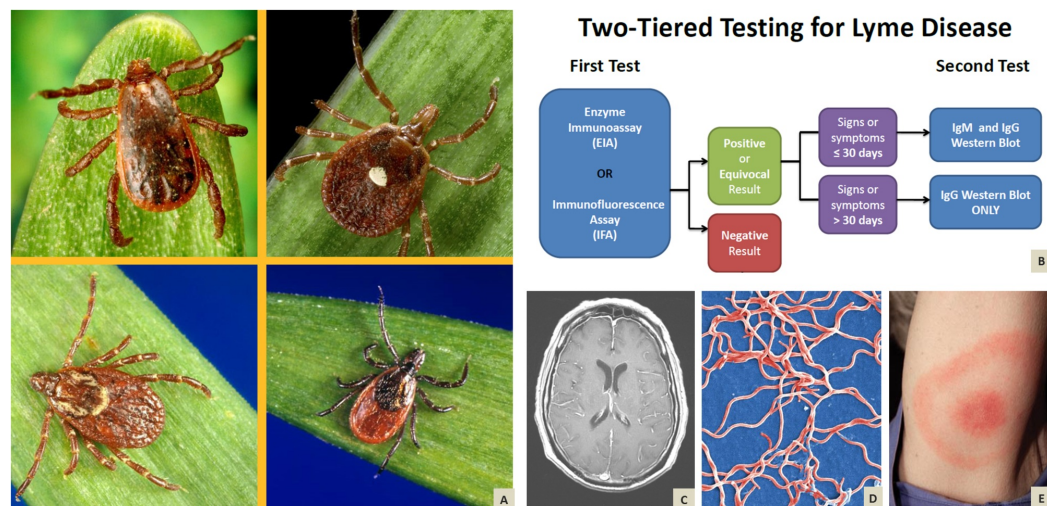 Two-Tiered Testing for Lyme Disease
First Test
Second Test
Enzyme
Immunoassay
(EIA)
OR
Immunofluorescence
Assay
(IFA)
Positive
or
Equivocal
Result
Negative
Result
Signs or
symptoms
≤ 30 days
Signs or
symptoms
> 30 days
IgM and IgG
Western Blot
IgG Western Blot
ONLY
A
B
C
D
E